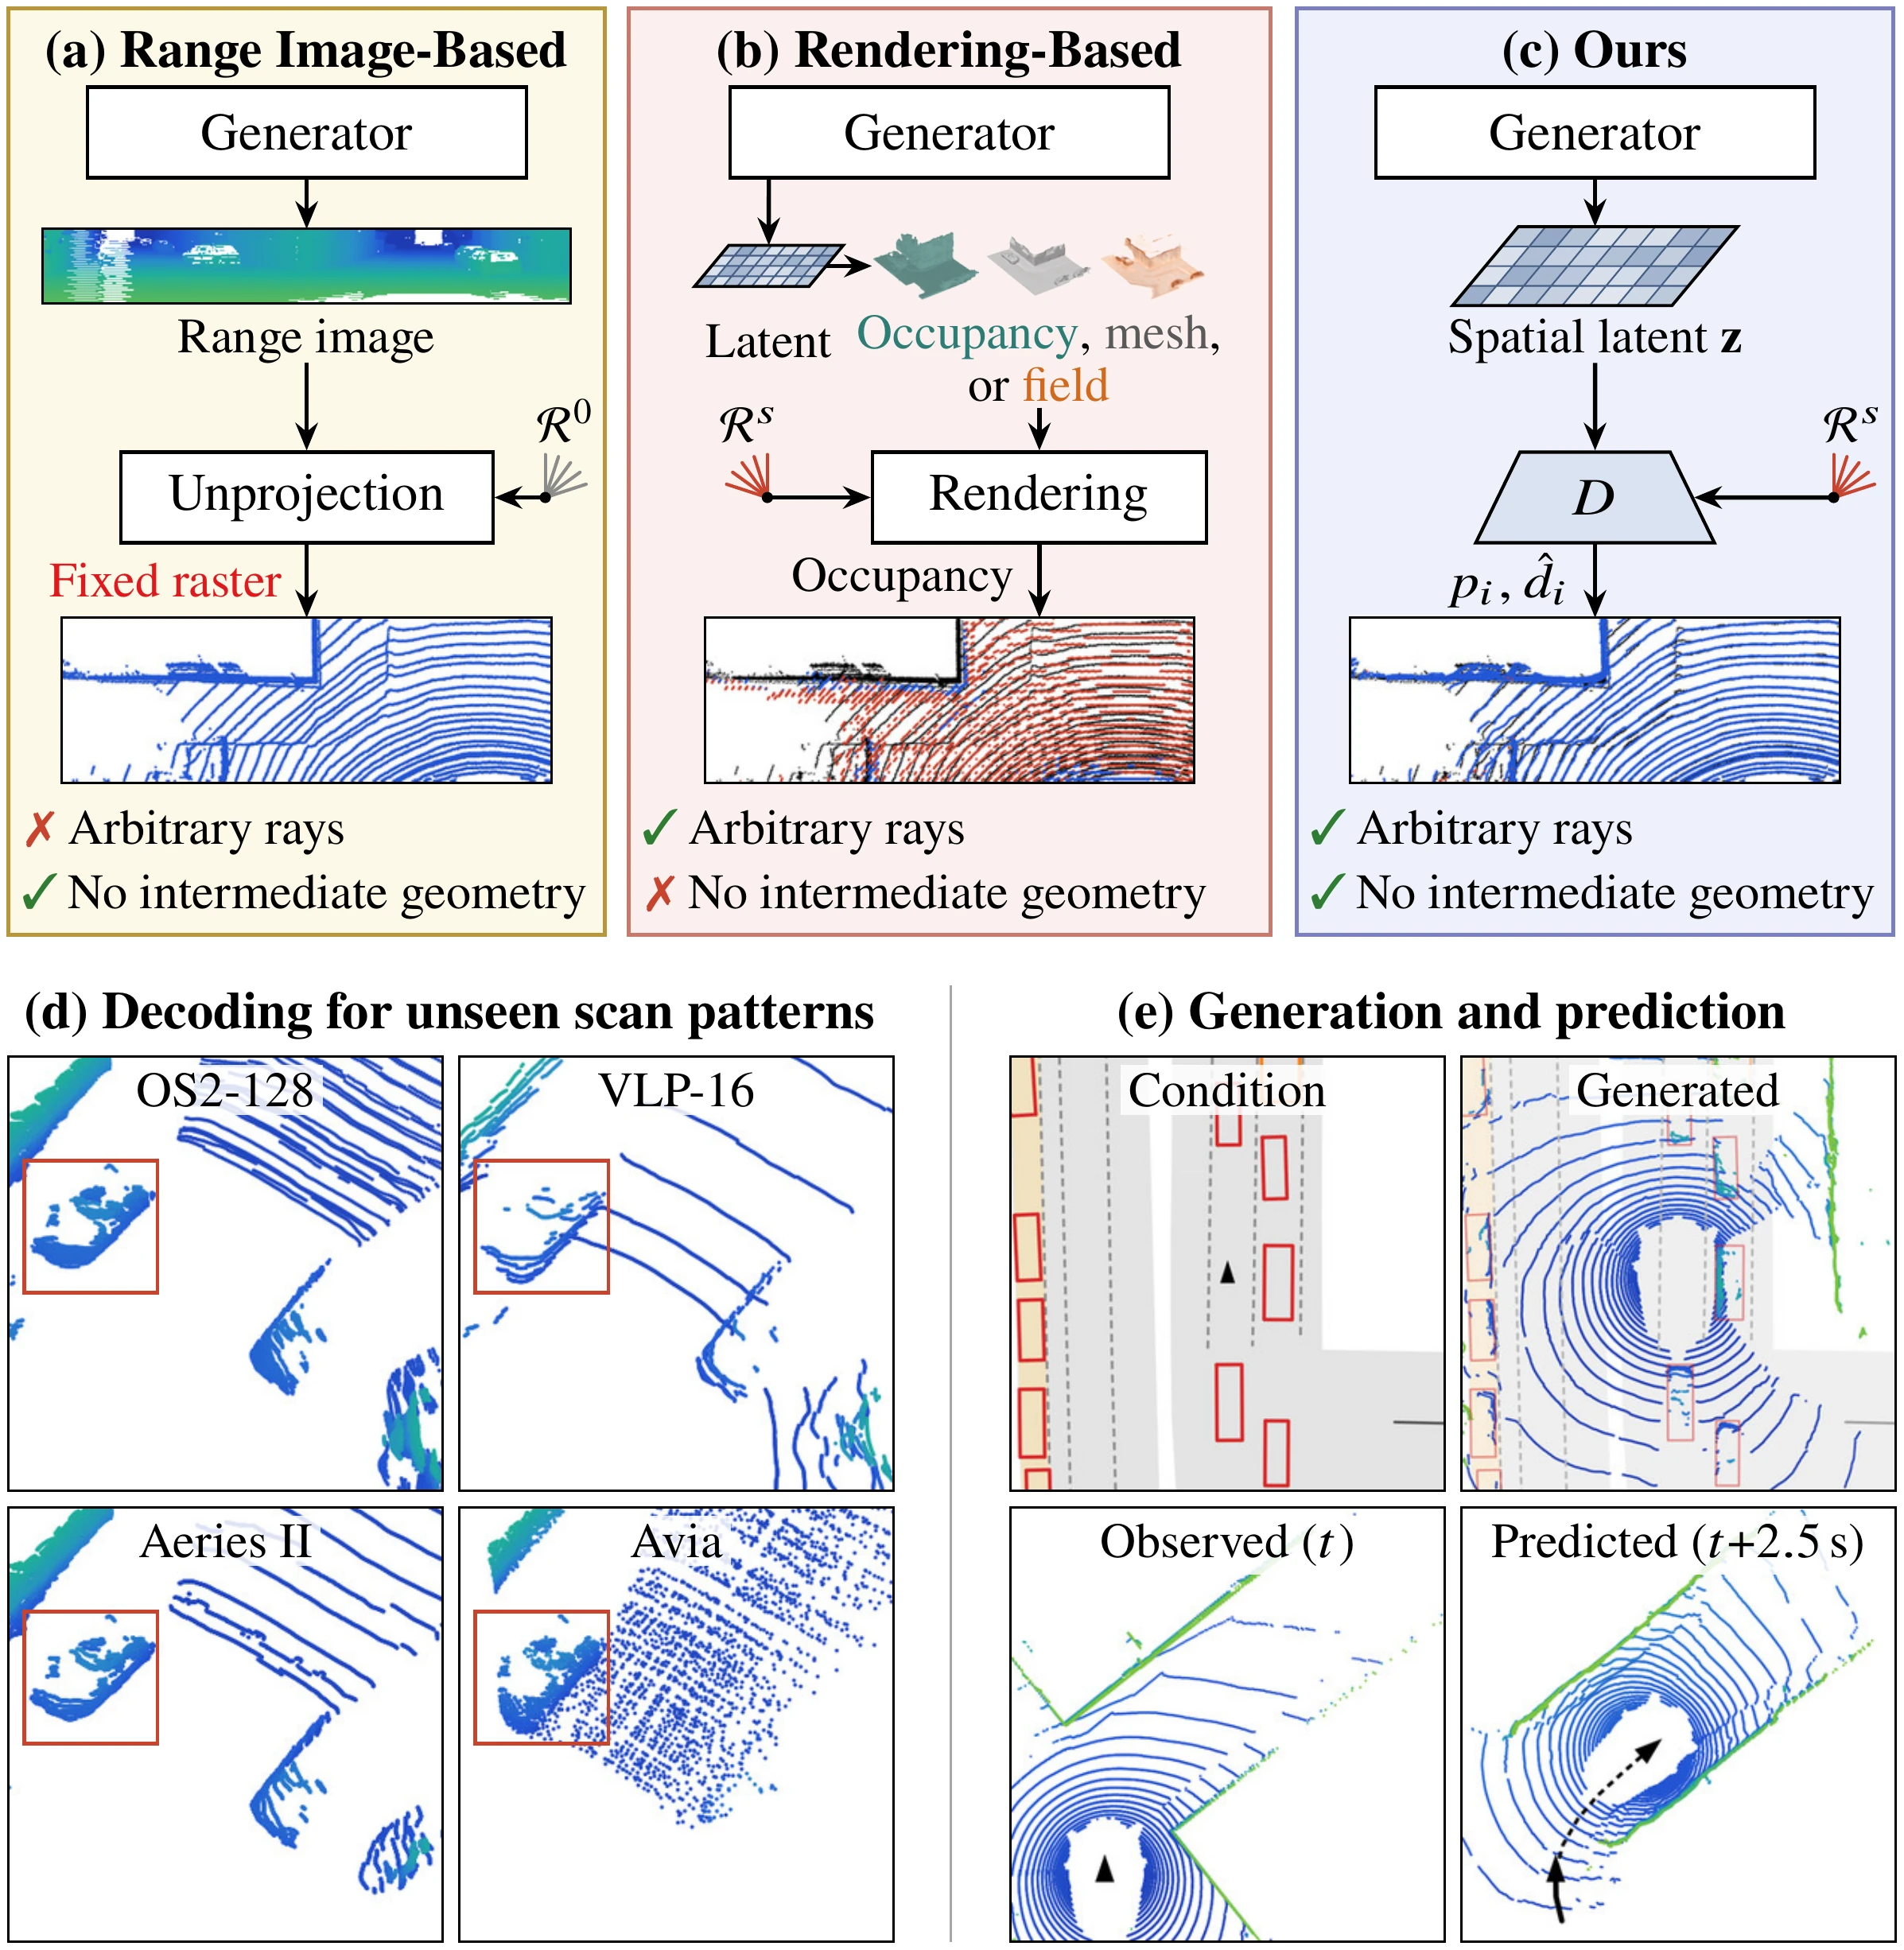 (a) Range Image-Based
Generator
Range image
ℛ⁰
Unprojection
Fixed raster
✗ Arbitrary rays
✓ No intermediate geometry
(b) Rendering-Based
Generator
Latent
Occupancy, mesh,
or field
ℛˢ
Rendering
Occupancy
✓ Arbitrary rays
✗ No intermediate geometry
(c) Ours
Generator
Spatial latent z
ℛˢ
D
pᵢ, d̂ᵢ
✓ Arbitrary rays
✓ No intermediate geometry
(d) Decoding for unseen scan patterns
OS2-128
VLP-16
Aeries II
Avia
(e) Generation and prediction
Condition
Generated
Observed (t)
Predicted (t+2.5 s)